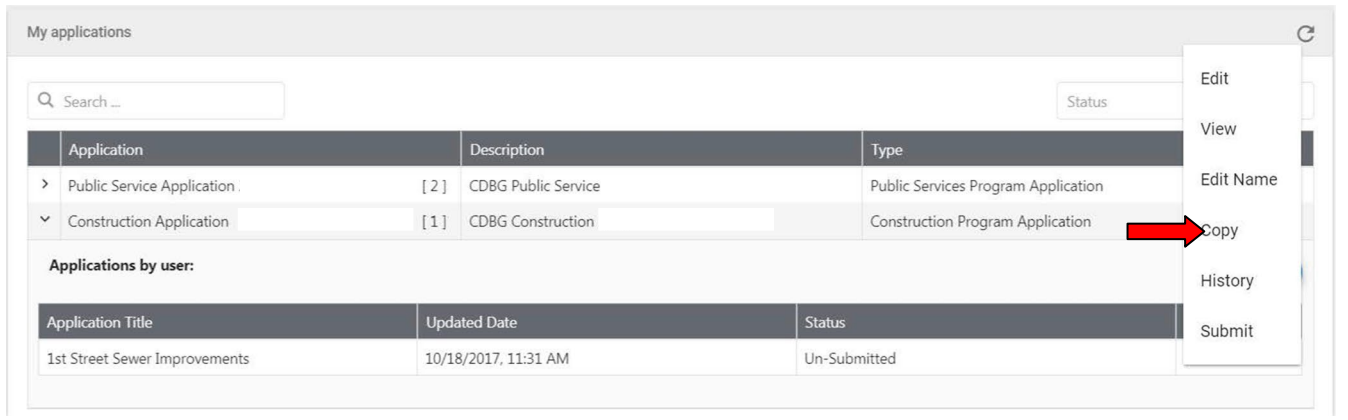 My applications
Search ...
Status
Application Description Type
Public Service Application [ 2 ] CDBG Public Service Public Services Program Application
Construction Application [ 1 ] CDBG Construction Construction Program Application
Applications by user:
Application Title Updated Date Status
1st Street Sewer Improvements 10/18/2017, 11:31 AM Un-Submitted
Edit
View
Edit Name
Copy
History
Submit